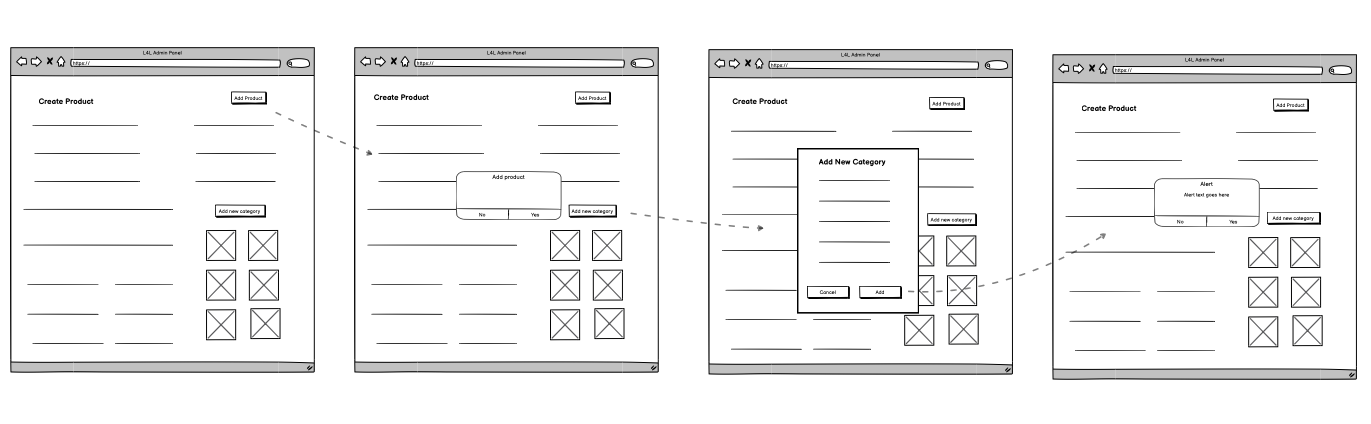 L4L Admin Panel
https://
Create Product
Add Product
Add new category
L4L Admin Panel
https://
Create Product
Add Product
Add product
No
Yes
Add new category
L4L Admin Panel
https://
Create Product
Add Product
Add New Category
Add new category
Cancel
Add
L4L Admin Panel
https://
Create Product
Add Product
Alert
Alert text goes here
No
Yes
Add new category